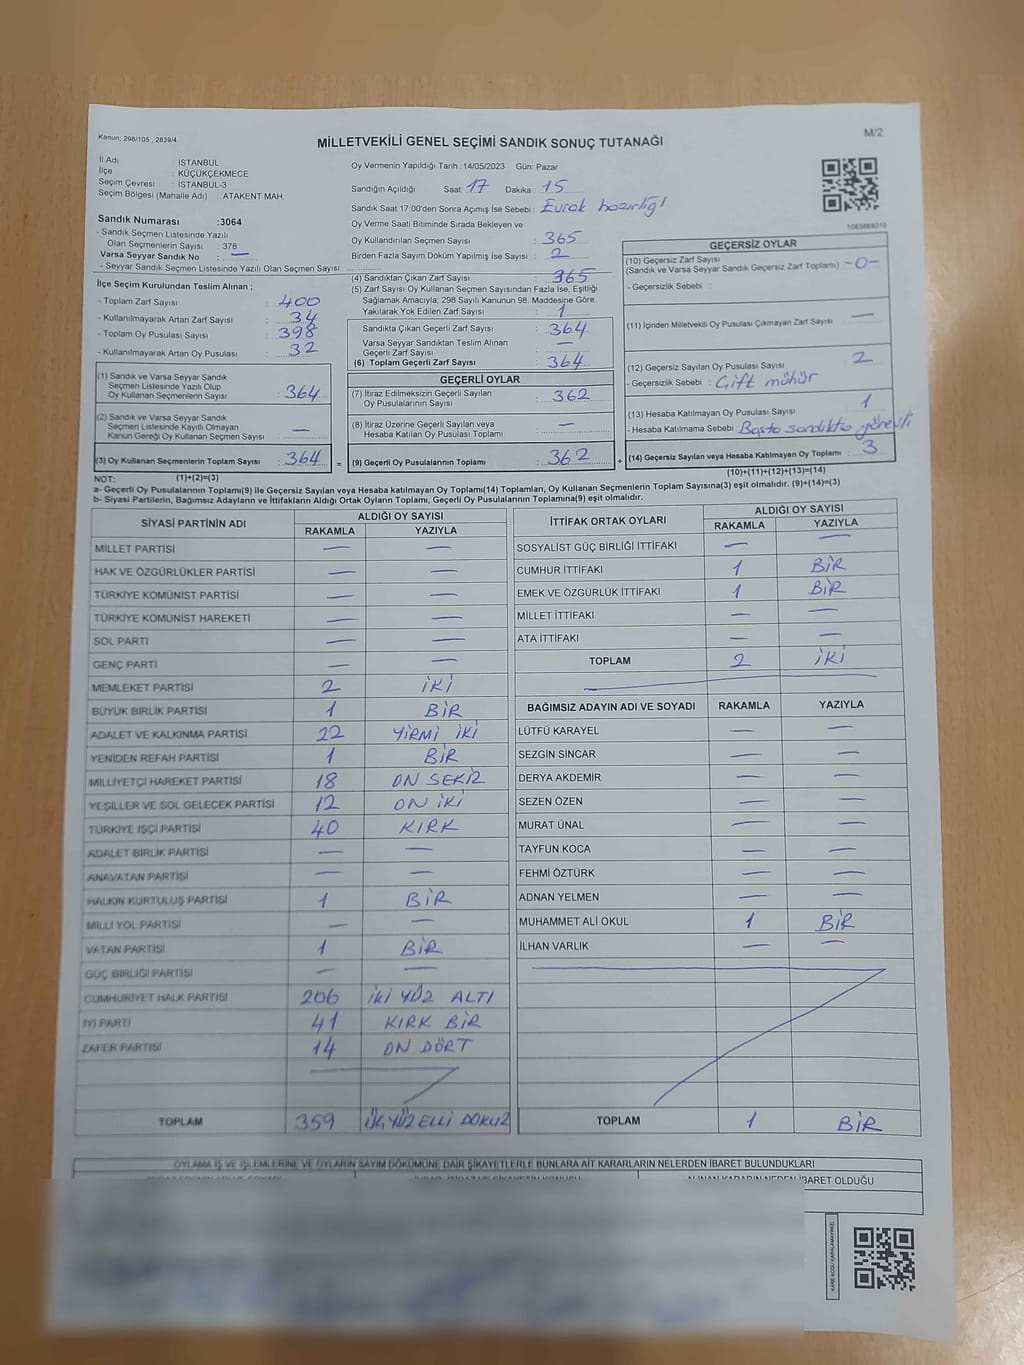 Kanun; 298/105 , 2839/4
M/2
MİLLETVEKİLİ GENEL SEÇİMİ SANDIK SONUÇ TUTANAĞI
İl Adı : İSTANBUL
İlçe : KÜÇÜKÇEKMECE
Seçim Çevresi : İSTANBUL-3
Seçim Bölgesi (Mahalle Adı) : ATAKENT MAH.
Sandık Numarası :3064
- Sandık Seçmen Listesinde Yazılı
Olan Seçmenlerin Sayısı : 378
Varsa Seyyar Sandık No : —
- Seyyar Sandık Seçmen Listesinde Yazılı Olan Seçmen Sayısı:
Oy Vermenin Yapıldığı Tarih :14/05/2023 Gün: Pazar
Sandığın Açıldığı Saat: 17 Dakika : 15
Sandık Saat 17:00'den Sonra Açılmış İse Sebebi : Evrak hazırlığı
Oy Verme Saati Bitiminde Sırada Bekleyen ve
Oy Kullandırılan Seçmen Sayısı : 365
Birden Fazla Sayım Döküm Yapılmış İse Sayısı : 2
1083868310
İlçe Seçim Kurulundan Teslim Alınan ;
- Toplam Zarf Sayısı : 400
- Kullanılmayarak Artan Zarf Sayısı : 34
- Toplam Oy Pusulası Sayısı : 398
- Kullanılmayarak Artan Oy Pusulası : 32
(1) Sandık ve Varsa Seyyar Sandık
Seçmen Listesinde Yazılı Olup
Oy Kullanan Seçmenlerin Sayısı : 364
(2) Sandık ve Varsa Seyyar Sandık
Seçmen Listesinde Kayıtlı Olmayan
Kanun Gereği Oy Kullanan Seçmen Sayısı : —
(3) Oy Kullanan Seçmenlerin Toplam Sayısı : 364 =
(4) Sandıktan Çıkan Zarf Sayısı : 365
(5) Zarf Sayısı Oy Kullanan Seçmen Sayısından Fazla İse, Eşitliği
Sağlamak Amacıyla, 298 Sayılı Kanunun 98. Maddesine Göre
Yakılarak Yok Edilen Zarf Sayısı : 1
Sandıkta Çıkan Geçerli Zarf Sayısı : 364
Varsa Seyyar Sandıktan Teslim Alınan
Geçerli Zarf Sayısı : —
(6) Toplam Geçerli Zarf Sayısı : 364
GEÇERLİ OYLAR
(7) İtiraz Edilmeksizin Geçerli Sayılan
Oy Pusulalarının Sayısı : 362
(8) İtiraz Üzerine Geçerli Sayılan veya
Hesaba Katılan Oy Pusulası Toplamı : —
(9) Geçerli Oy Pusulalarının Toplamı : 362 +
GEÇERSİZ OYLAR
(10) Geçersiz Zarf Sayısı
(Sandık ve Varsa Seyyar Sandık Geçersiz Zarf Toplamı) -0-
- Geçersizlik Sebebi :
(11) İçinden Milletvekili Oy Pusulası Çıkmayan Zarf Sayısı : —
(12) Geçersiz Sayılan Oy Pusulası Sayısı : 2
- Geçersizlik Sebebi : Çift mühür
(13) Hesaba Katılmayan Oy Pusulası Sayısı : 1
- Hesaba Katılmama Sebebi : Başta sandıkta görevli
(14) Geçersiz Sayılan veya Hesaba Katılmayan Oy Toplamı : 3
NOT: (1)+(2)=(3)
(10)+(11)+(12)+(13)=(14)
a- Geçerli Oy Pusulaları Toplamı(9) ile Geçersiz Sayılan veya Hesaba katılmayan Oy Toplamı(14) Toplamları, Oy Kullanan Seçmenlerin Toplam Sayısına(3) eşit olmalıdır. (9)+(14)=(3)
b- Siyasi Partilerin, Bağımsız Adayların ve İttifakların Aldığı Ortak Oyların Toplamı, Geçerli Oy Pusulalarının Toplamına(9) eşit olmalıdır.
SİYASİ PARTİNİN ADI ALDIĞI OY SAYISI
RAKAMLA YAZIYLA
MİLLET PARTİSİ — —
HAK VE ÖZGÜRLÜKLER PARTİSİ — —
TÜRKİYE KOMÜNİST PARTİSİ — —
TÜRKİYE KOMÜNİST HAREKETİ — —
SOL PARTİ — —
GENÇ PARTİ — —
MEMLEKET PARTİSİ 2 İKİ
BÜYÜK BİRLİK PARTİSİ 1 BİR
ADALET VE KALKINMA PARTİSİ 22 YİRMİ İKİ
YENİDEN REFAH PARTİSİ 1 BİR
MİLLİYETÇİ HAREKET PARTİSİ 18 ON SEKİZ
YEŞİLLER VE SOL GELECEK PARTİSİ 12 ON İKİ
TÜRKİYE İŞÇİ PARTİSİ 40 KIRK
ADALET BİRLİK PARTİSİ — —
ANAVATAN PARTİSİ — —
HALKIN KURTULUŞ PARTİSİ 1 BİR
MİLLİ YOL PARTİSİ — —
VATAN PARTİSİ 1 BİR
GÜÇ BİRLİĞİ PARTİSİ — —
CUMHURİYET HALK PARTİSİ 206 İKİ YÜZ ALTI
İYİ PARTİ 41 KIRK BİR
ZAFER PARTİSİ 14 ON DÖRT
TOPLAM 359 ÜÇ YÜZ ELLİ DOKUZ
İTTİFAK ORTAK OYLARI ALDIĞI OY SAYISI
RAKAMLA YAZIYLA
SOSYALİST GÜÇ BİRLİĞİ İTTİFAKI — —
CUMHUR İTTİFAKI 1 BİR
EMEK VE ÖZGÜRLÜK İTTİFAKI 1 BİR
MİLLET İTTİFAKI — —
ATA İTTİFAKI — —
TOPLAM 2 İKİ
BAĞIMSIZ ADAYIN ADI VE SOYADI RAKAMLA YAZIYLA
LÜTFÜ KARAYEL — —
SEZGİN SİNCAR — —
DERYA AKDEMİR — —
SEZEN ÖZEN — —
MURAT ÜNAL — —
TAYFUN KOCA — —
FEHMİ ÖZTÜRK — —
ADNAN YELMEN — —
MUHAMMET ALİ OKUL 1 BİR
İLHAN VARLIK — —
TOPLAM 1 BİR
OYLAMA İŞ VE İŞLEMLERİNE VE OYLARIN SAYIM DÖKÜMÜNE DAİR ŞİKAYETLERLE BUNLARA AİT KARARLARIN NELERDEN İBARET BULUNDUKLARI
ALINAN KARARIN NEDEN İBARET OLDUĞU
KARE KODU KARALAMAYINIZ!